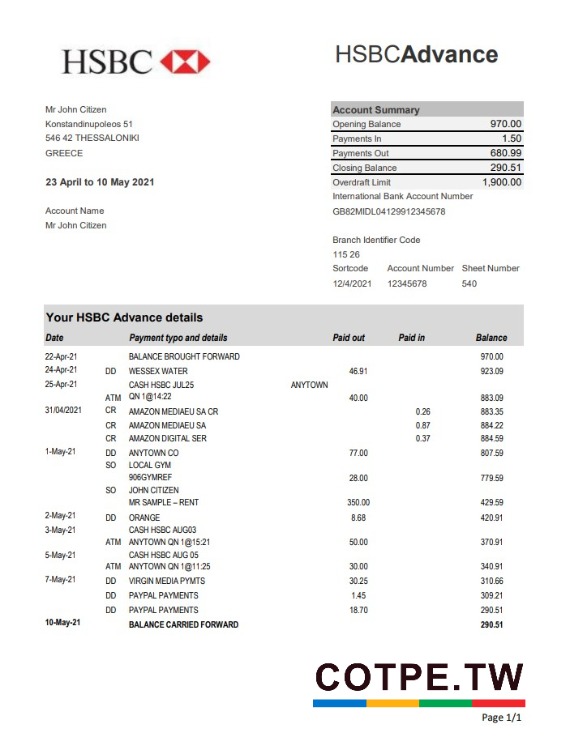 HSBC
HSBCAdvance
Mr John Citizen
Konstandinupoleos 51
546 42 THESSALONIKI
GREECE
23 April to 10 May 2021
Account Name
Mr John Citizen
Account Summary
Opening Balance 970.00
Payments In 1.50
Payments Out 680.99
Closing Balance 290.51
Overdraft Limit 1,900.00
International Bank Account Number
GB82MIDL04129912345678
Branch Identifier Code
115 26
Sortcode Account Number Sheet Number
12/4/2021 12345678 540
Your HSBC Advance details
Date Payment typo and details Paid out Paid in Balance
22-Apr-21 BALANCE BROUGHT FORWARD 970.00
24-Apr-21 DD WESSEX WATER 46.91 923.09
25-Apr-21 CASH HSBC JUL25 ANYTOWN
ATM QN 1@14:22 40.00 883.09
31/04/2021 CR AMAZON MEDIAEU SA CR 0.26 883.35
CR AMAZON MEDIAEU SA 0.87 884.22
CR AMAZON DIGITAL SER 0.37 884.59
1-May-21 DD ANYTOWN CO 77.00 807.59
SO LOCAL GYM
906GYMREF 28.00 779.59
SO JOHN CITIZEN
MR SAMPLE – RENT 350.00 429.59
2-May-21 DD ORANGE 8.68 420.91
3-May-21 CASH HSBC AUG03
ATM ANYTOWN QN 1@15:21 50.00 370.91
5-May-21 CASH HSBC AUG 05
ATM ANYTOWN QN 1@11:25 30.00 340.91
7-May-21 DD VIRGIN MEDIA PYMTS 30.25 310.66
DD PAYPAL PAYMENTS 1.45 309.21
DD PAYPAL PAYMENTS 18.70 290.51
10-May-21 BALANCE CARRIED FORWARD 290.51
COTPE.TW
Page 1/1